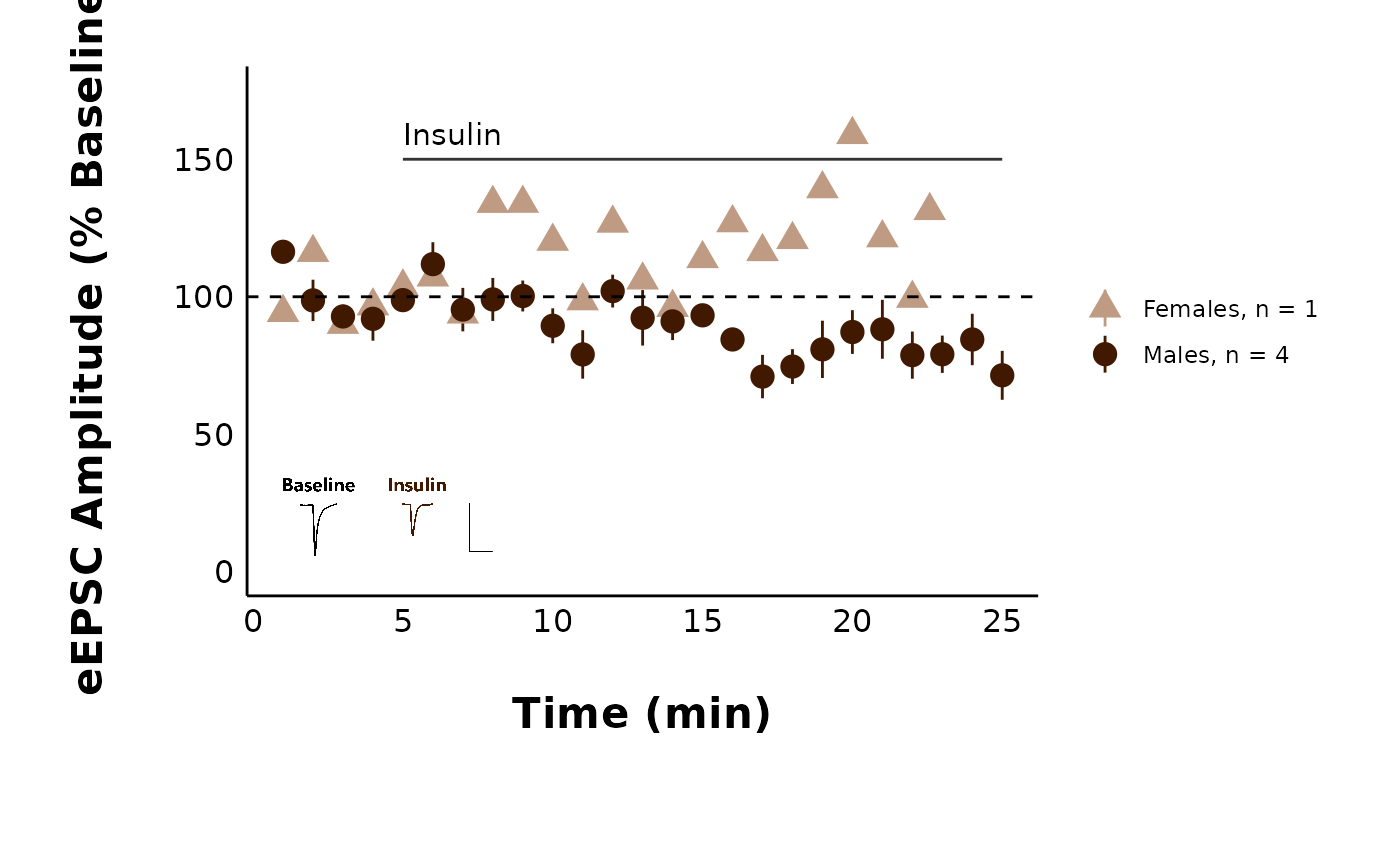 eEPSC Amplitude (% Baseline
Insulin
150
100
50
0
Baseline Insulin
0 5 10 15 20 25
Time (min)
Females, n = 1
Males, n = 4